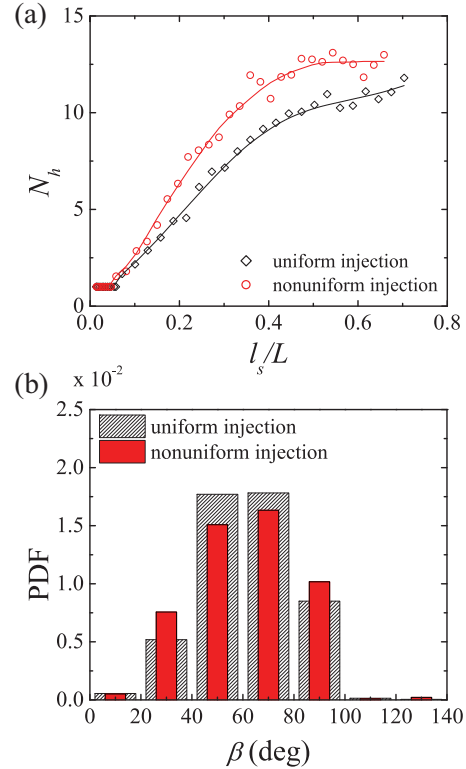 (a)
15
10
5
0
N_h
uniform injection
nonuniform injection
0.0 0.2 0.4 0.6 0.8
l_s/L
(b)
x 10^-2
2.5
2.0
1.5
1.0
0.5
0.0
PDF
uniform injection
nonuniform injection
0 20 40 60 80 100 120 140
β (deg)